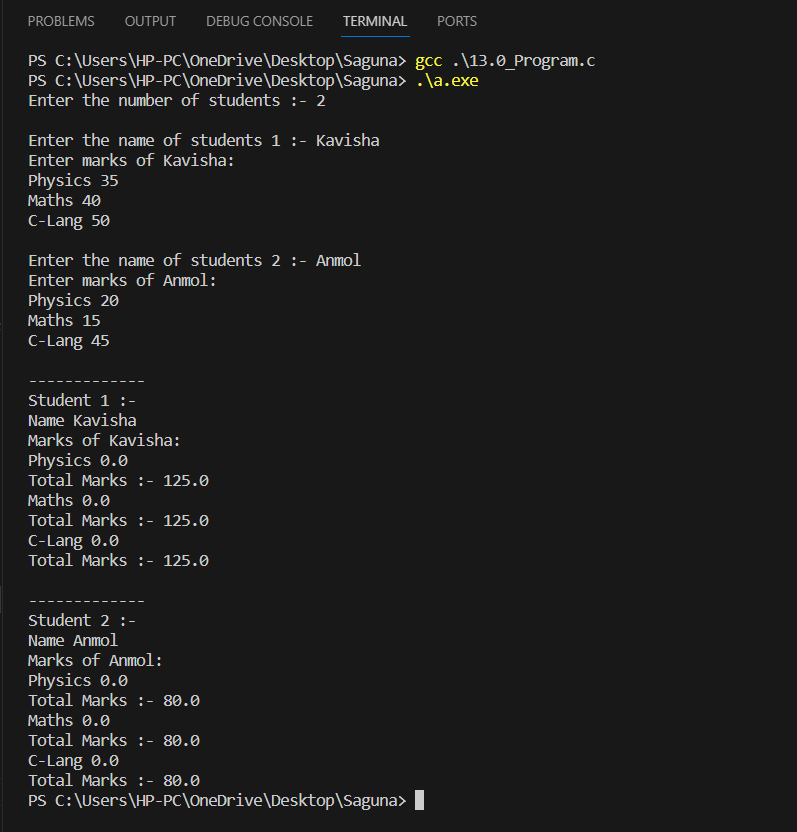 PROBLEMS OUTPUT DEBUG CONSOLE TERMINAL PORTS
PS C:\Users\HP-PC\OneDrive\Desktop\Saguna> gcc .\13.0_Program.c
PS C:\Users\HP-PC\OneDrive\Desktop\Saguna> .\a.exe
Enter the number of students :- 2
Enter the name of students 1 :- Kavisha
Enter marks of Kavisha:
Physics 35
Maths 40
C-Lang 50
Enter the name of students 2 :- Anmol
Enter marks of Anmol:
Physics 20
Maths 15
C-Lang 45
-------------
Student 1 :-
Name Kavisha
Marks of Kavisha:
Physics 0.0
Total Marks :- 125.0
Maths 0.0
Total Marks :- 125.0
C-Lang 0.0
Total Marks :- 125.0
-------------
Student 2 :-
Name Anmol
Marks of Anmol:
Physics 0.0
Total Marks :- 80.0
Maths 0.0
Total Marks :- 80.0
C-Lang 0.0
Total Marks :- 80.0
PS C:\Users\HP-PC\OneDrive\Desktop\Saguna>